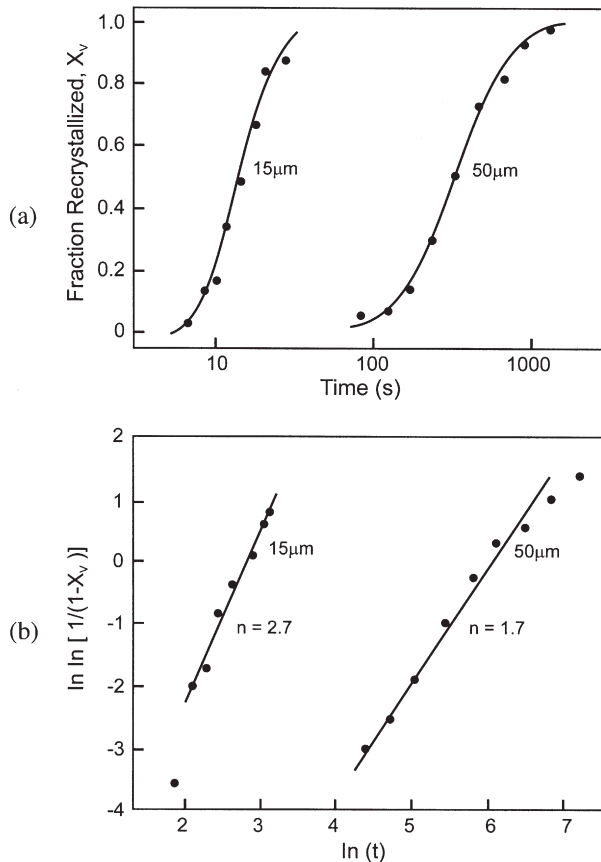 (a)
Fraction Recrystallized, Xv
1.0
0.8
0.6
0.4
0.2
0
15μm
50μm
10
100
1000
Time (s)
(b)
ln ln [ 1/(1-Xv )]
2
1
0
-1
-2
-3
-4
15μm
50μm
n = 2.7
n = 1.7
2
3
4
5
6
7
ln (t)